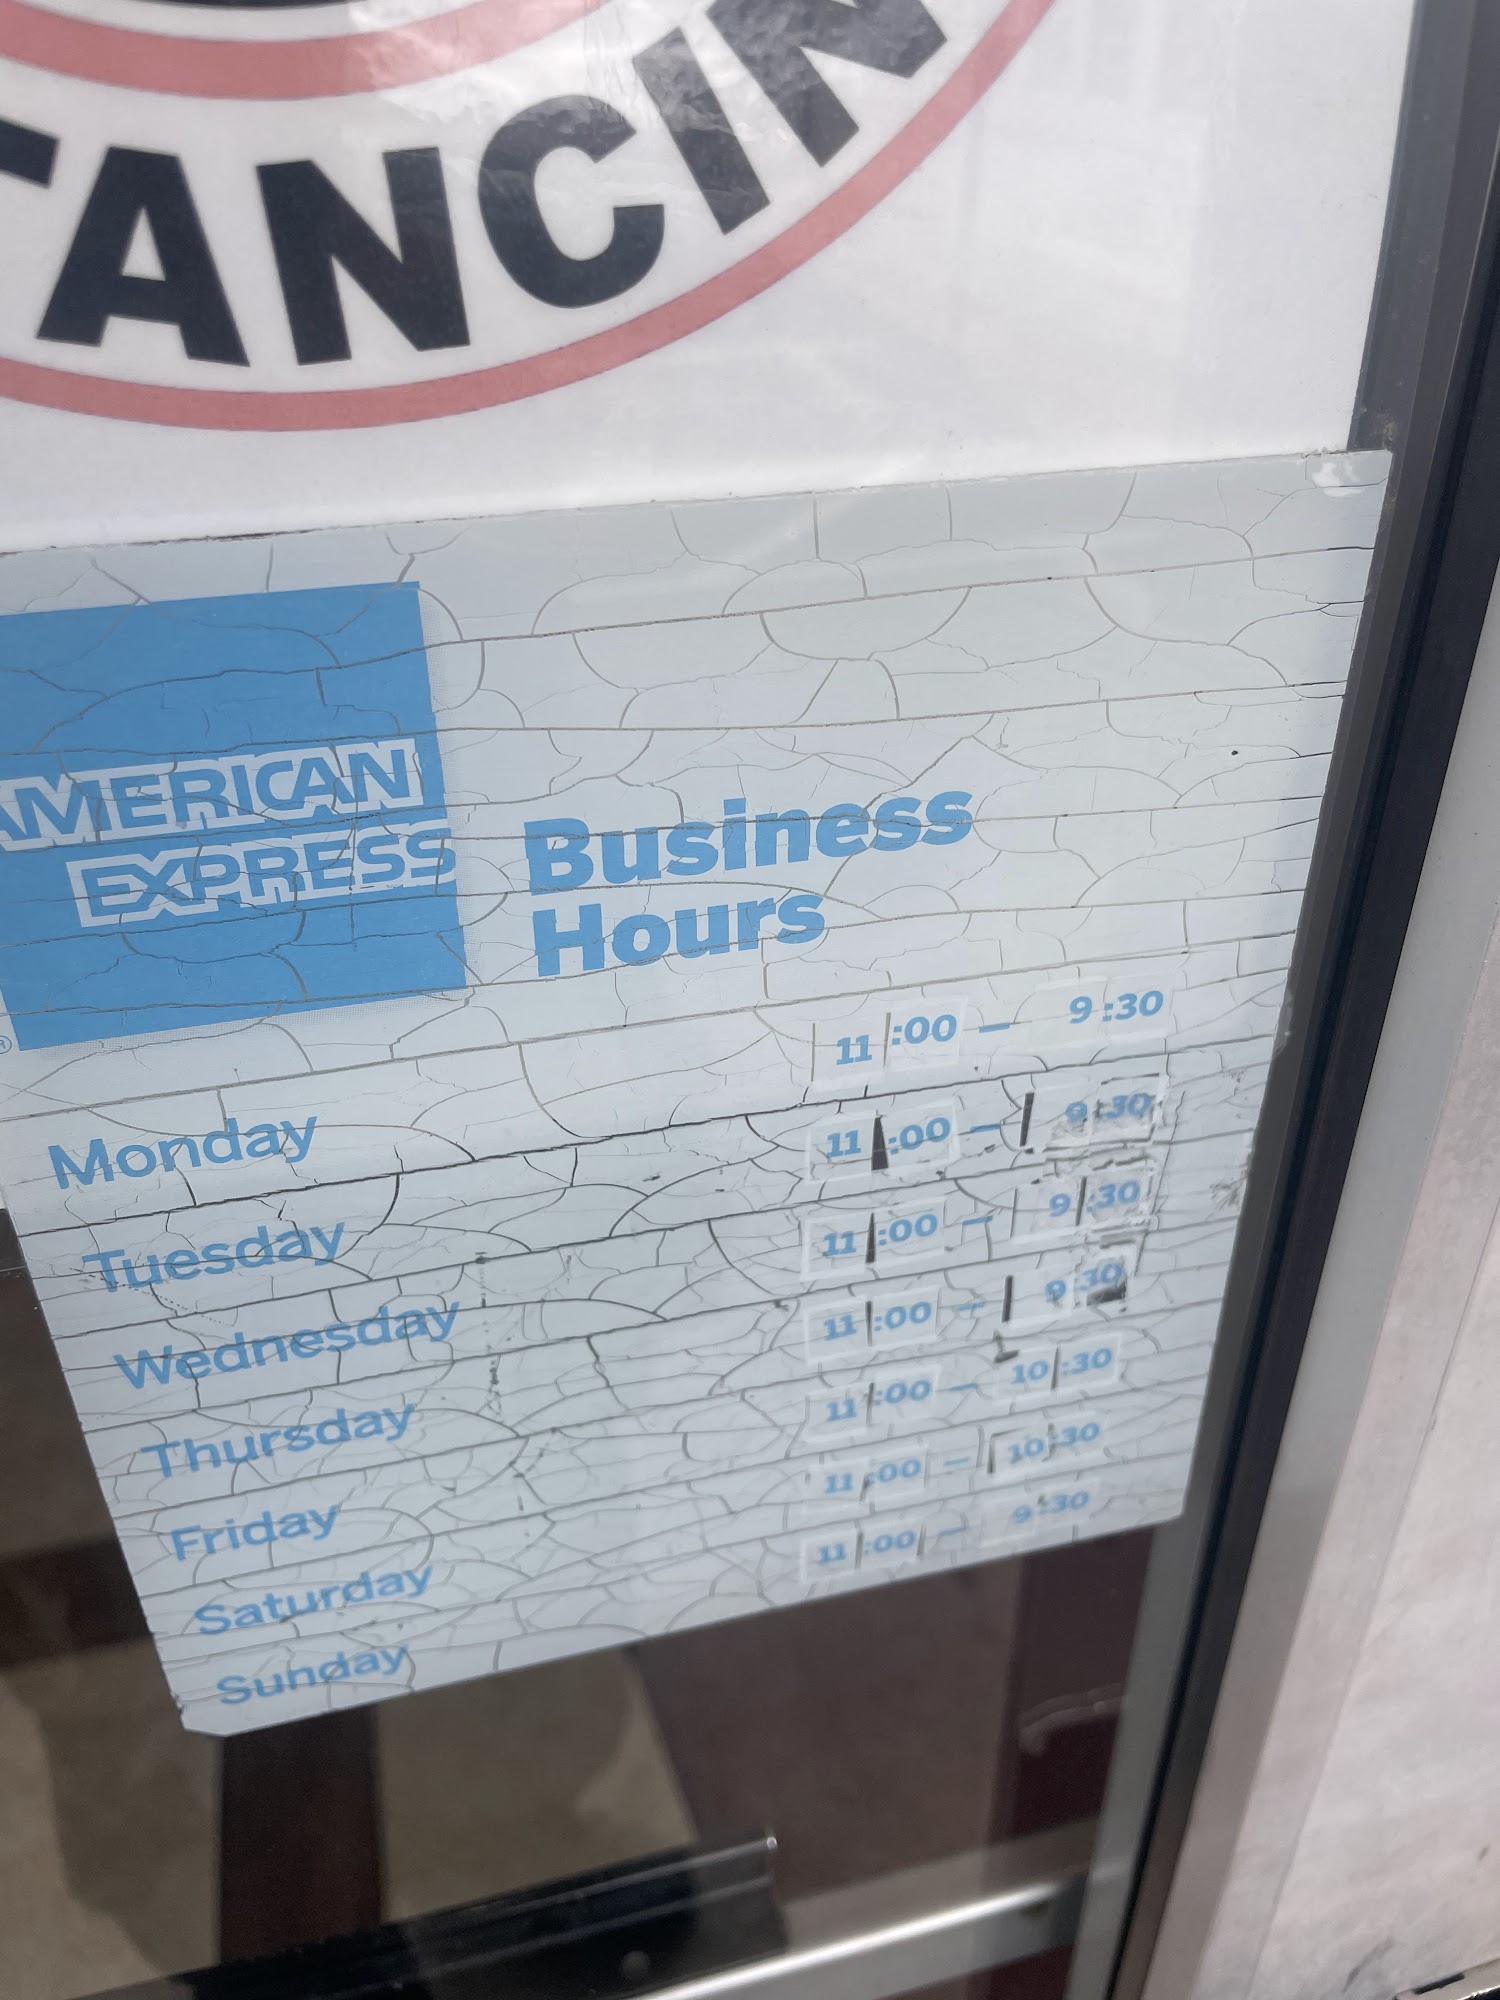 TANCIN
AMERICAN
EXPRESS
®
Business
Hours
Monday 11:00 — 9:30
Tuesday 11:00 — 9:30
Wednesday 11:00 — 9:30
Thursday 11:00 — 9:30
Friday 11:00 — 10:30
Saturday 11:00 — 10:30
Sunday 11:00 — 9:30